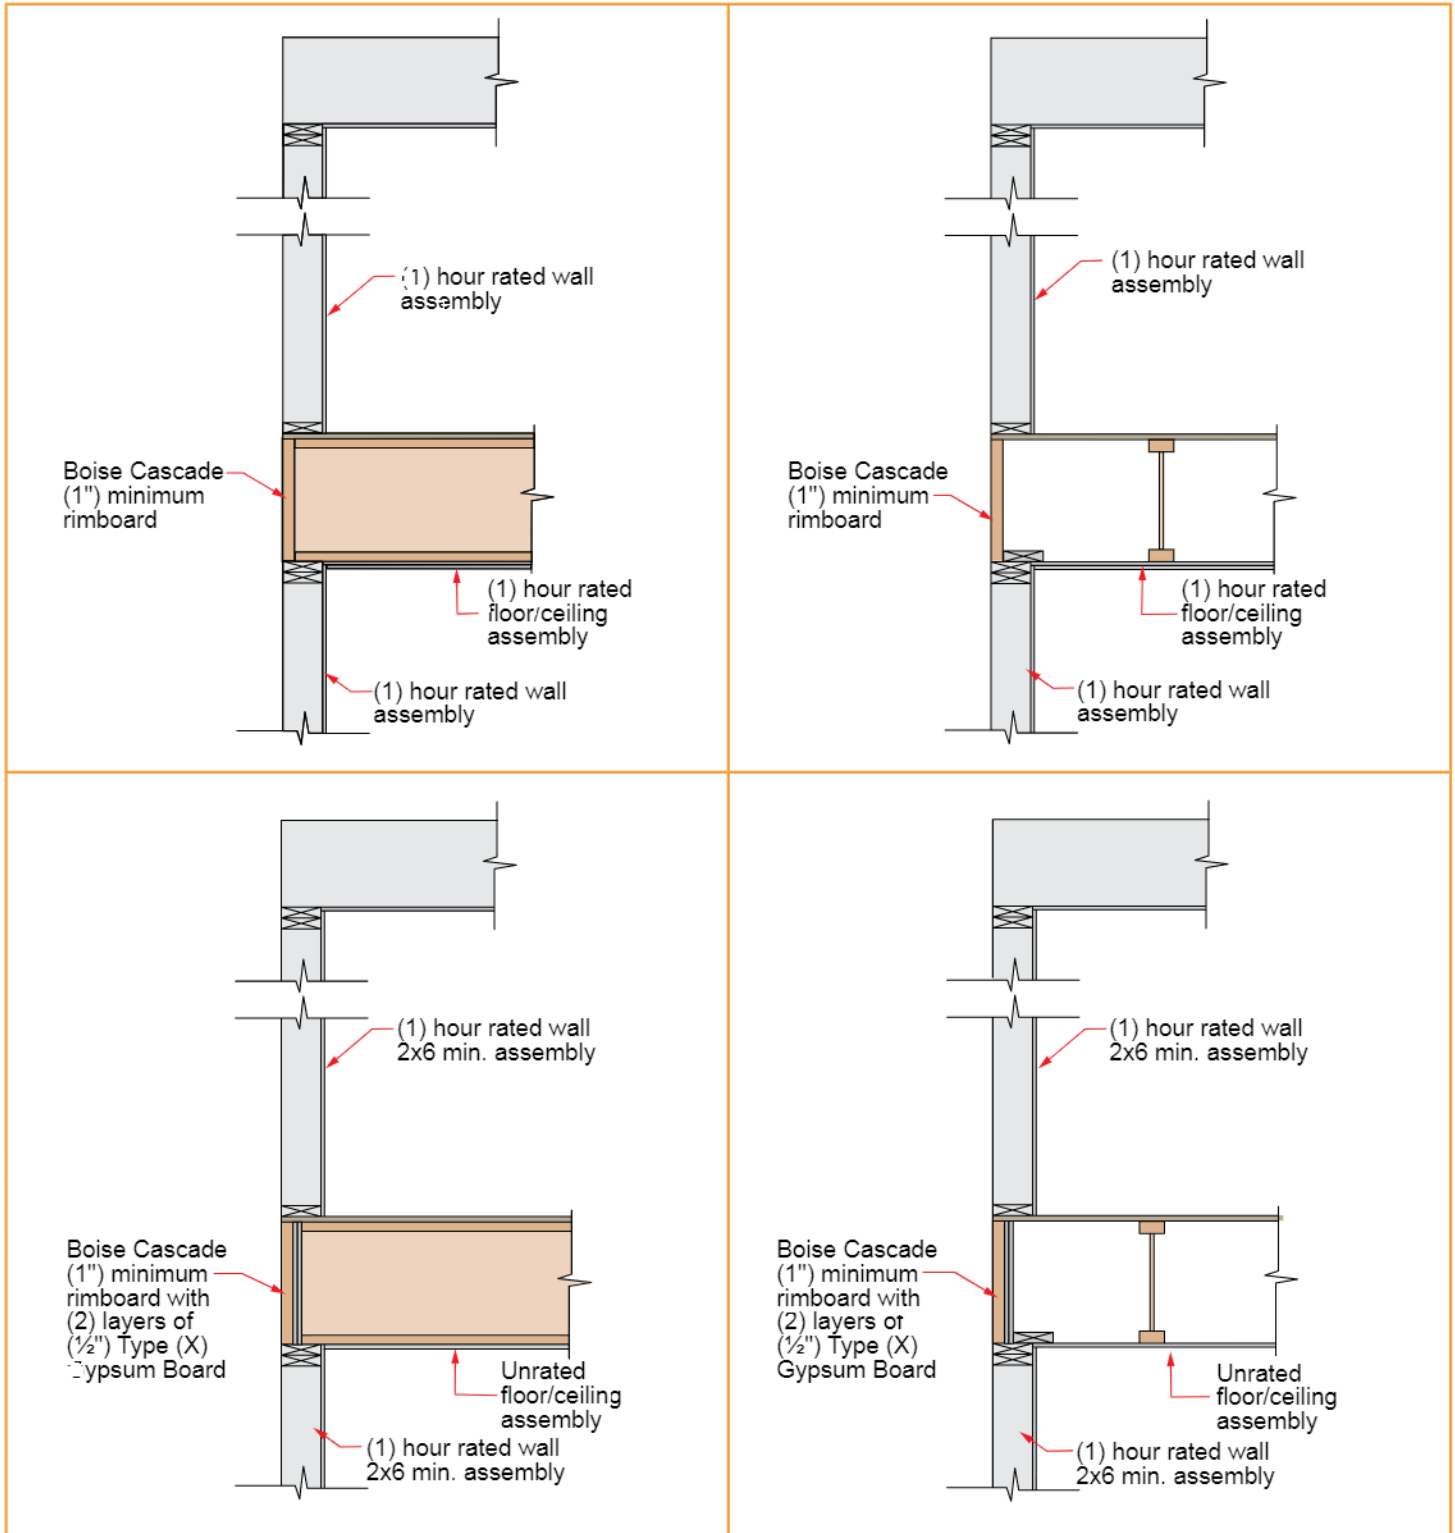 (1) hour rated wall
assembly
Boise Cascade
(1") minimum
rimboard
(1) hour rated
floor/ceiling
assembly
(1) hour rated wall
assembly
(1) hour rated wall
assembly
Boise Cascade
(1") minimum
rimboard
(1) hour rated
floor/ceiling
assembly
(1) hour rated wall
assembly
(1) hour rated wall
2x6 min. assembly
Boise Cascade
(1") minimum
rimboard with
(2) layers of
(½") Type (X)
Gypsum Board
Unrated
floor/ceiling
assembly
(1) hour rated wall
2x6 min. assembly
(1) hour rated wall
2x6 min. assembly
Boise Cascade
(1") minimum
rimboard with
(2) layers of
(½") Type (X)
Gypsum Board
Unrated
floor/ceiling
assembly
(1) hour rated wall
2x6 min. assembly